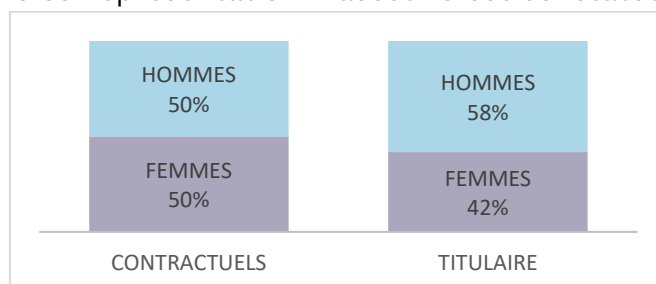 HOMMES
50%
FEMMES
50%
HOMMES
58%
FEMMES
42%
CONTRACTUELS
TITULAIRE